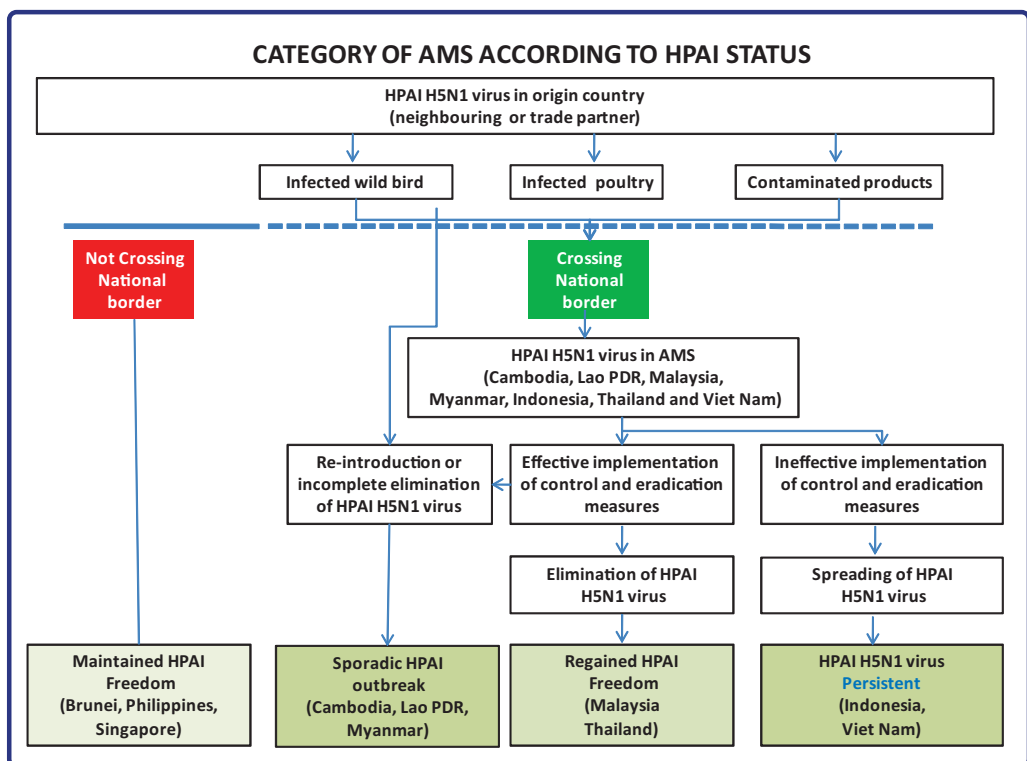 CATEGORY OF AMS ACCORDING TO HPAI STATUS
HPAI H5N1 virus in origin country
(neighbouring or trade partner)
Infected wild bird
Infected poultry
Contaminated products
Not Crossing
National
border
Crossing
National
border
HPAI H5N1 virus in AMS
(Cambodia, Lao PDR, Malaysia,
Myanmar, Indonesia, Thailand and Viet Nam)
Re-introduction or
incomplete elimination
of HPAI H5N1 virus
Effective implementation
of control and eradication
measures
Ineffective implementation
of control and eradication
measures
Elimination of HPAI
H5N1 virus
Spreading of HPAI
H5N1 virus
Maintained HPAI
Freedom
(Brunei, Philippines,
Singapore)
Sporadic HPAI
outbreak
(Cambodia, Lao PDR,
Myanmar)
Regained HPAI
Freedom
(Malaysia
Thailand)
HPAI H5N1 virus
Persistent
(Indonesia,
Viet Nam)